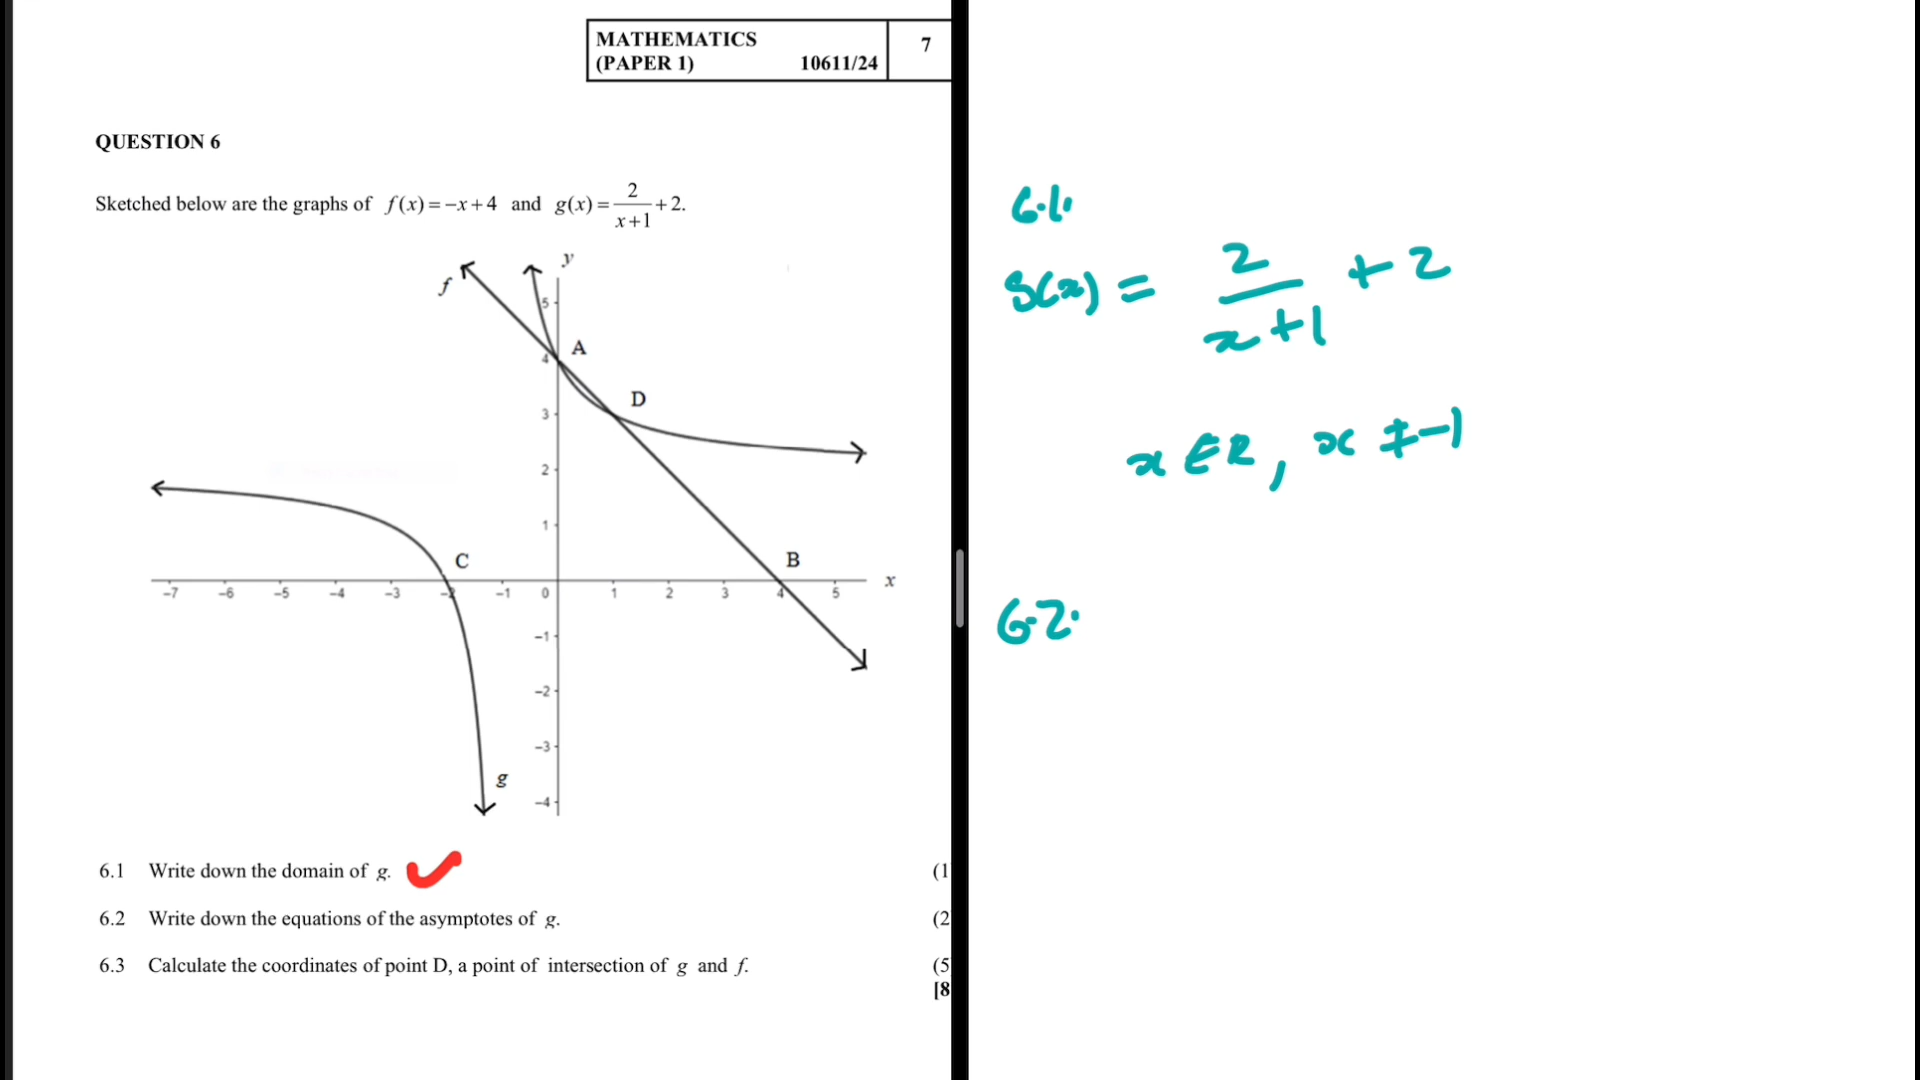 MATHEMATICS
(PAPER 1) 10611/24
7
QUESTION 6
Sketched below are the graphs of f(x)=−x+4 and g(x)=2/(x+1)+2.
f
y
5
A
4
D
3
2
1
C
B
x
−7 −6 −5 −4 −3 −2 −1 0 1 2 3 4 5
−1
−2
−3
g
−4
6.1 Write down the domain of g. (1
6.2 Write down the equations of the asymptotes of g. (2
6.3 Calculate the coordinates of point D, a point of intersection of g and f. (5
[8
6.1.
g(x) = 2/(x+1) + 2
x ∈ R, x ≠ −1
6.2.